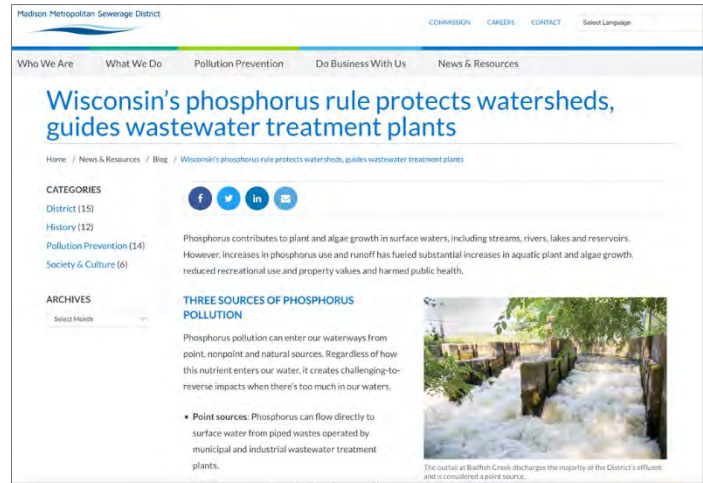 Madison Metropolitan Sewerage District
COMMISSION CAREERS CONTACT Select Language
Who We Are What We Do Pollution Prevention Do Business With Us News & Resources
Wisconsin's phosphorus rule protects watersheds,
guides wastewater treatment plants
Home / News & Resources / Blog / Wisconsin's phosphorus rule protects watersheds, guides wastewater treatment plants
CATEGORIES
District (15)
History (12)
Pollution Prevention (14)
Society & Culture (6)
ARCHIVES
Select Month
f in
Phosphorus contributes to plant and algae growth in surface waters, including streams, rivers, lakes and reservoirs.
However, increases in phosphorus use and runoff has fueled substantial increases in aquatic plant and algae growth,
reduced recreational use and property values and harmed public health.
THREE SOURCES OF PHOSPHORUS
POLLUTION
Phosphorus pollution can enter our waterways from
point, nonpoint and natural sources. Regardless of how
this nutrient enters our water, it creates challenging-to-
reverse impacts when there's too much in our waters.
▪ Point sources: Phosphorus can flow directly to
surface water from piped wastes operated by
municipal and industrial wastewater treatment
plants.
The outfall at Badfish Creek discharges the majority of the District's effluent
and is considered a point source.